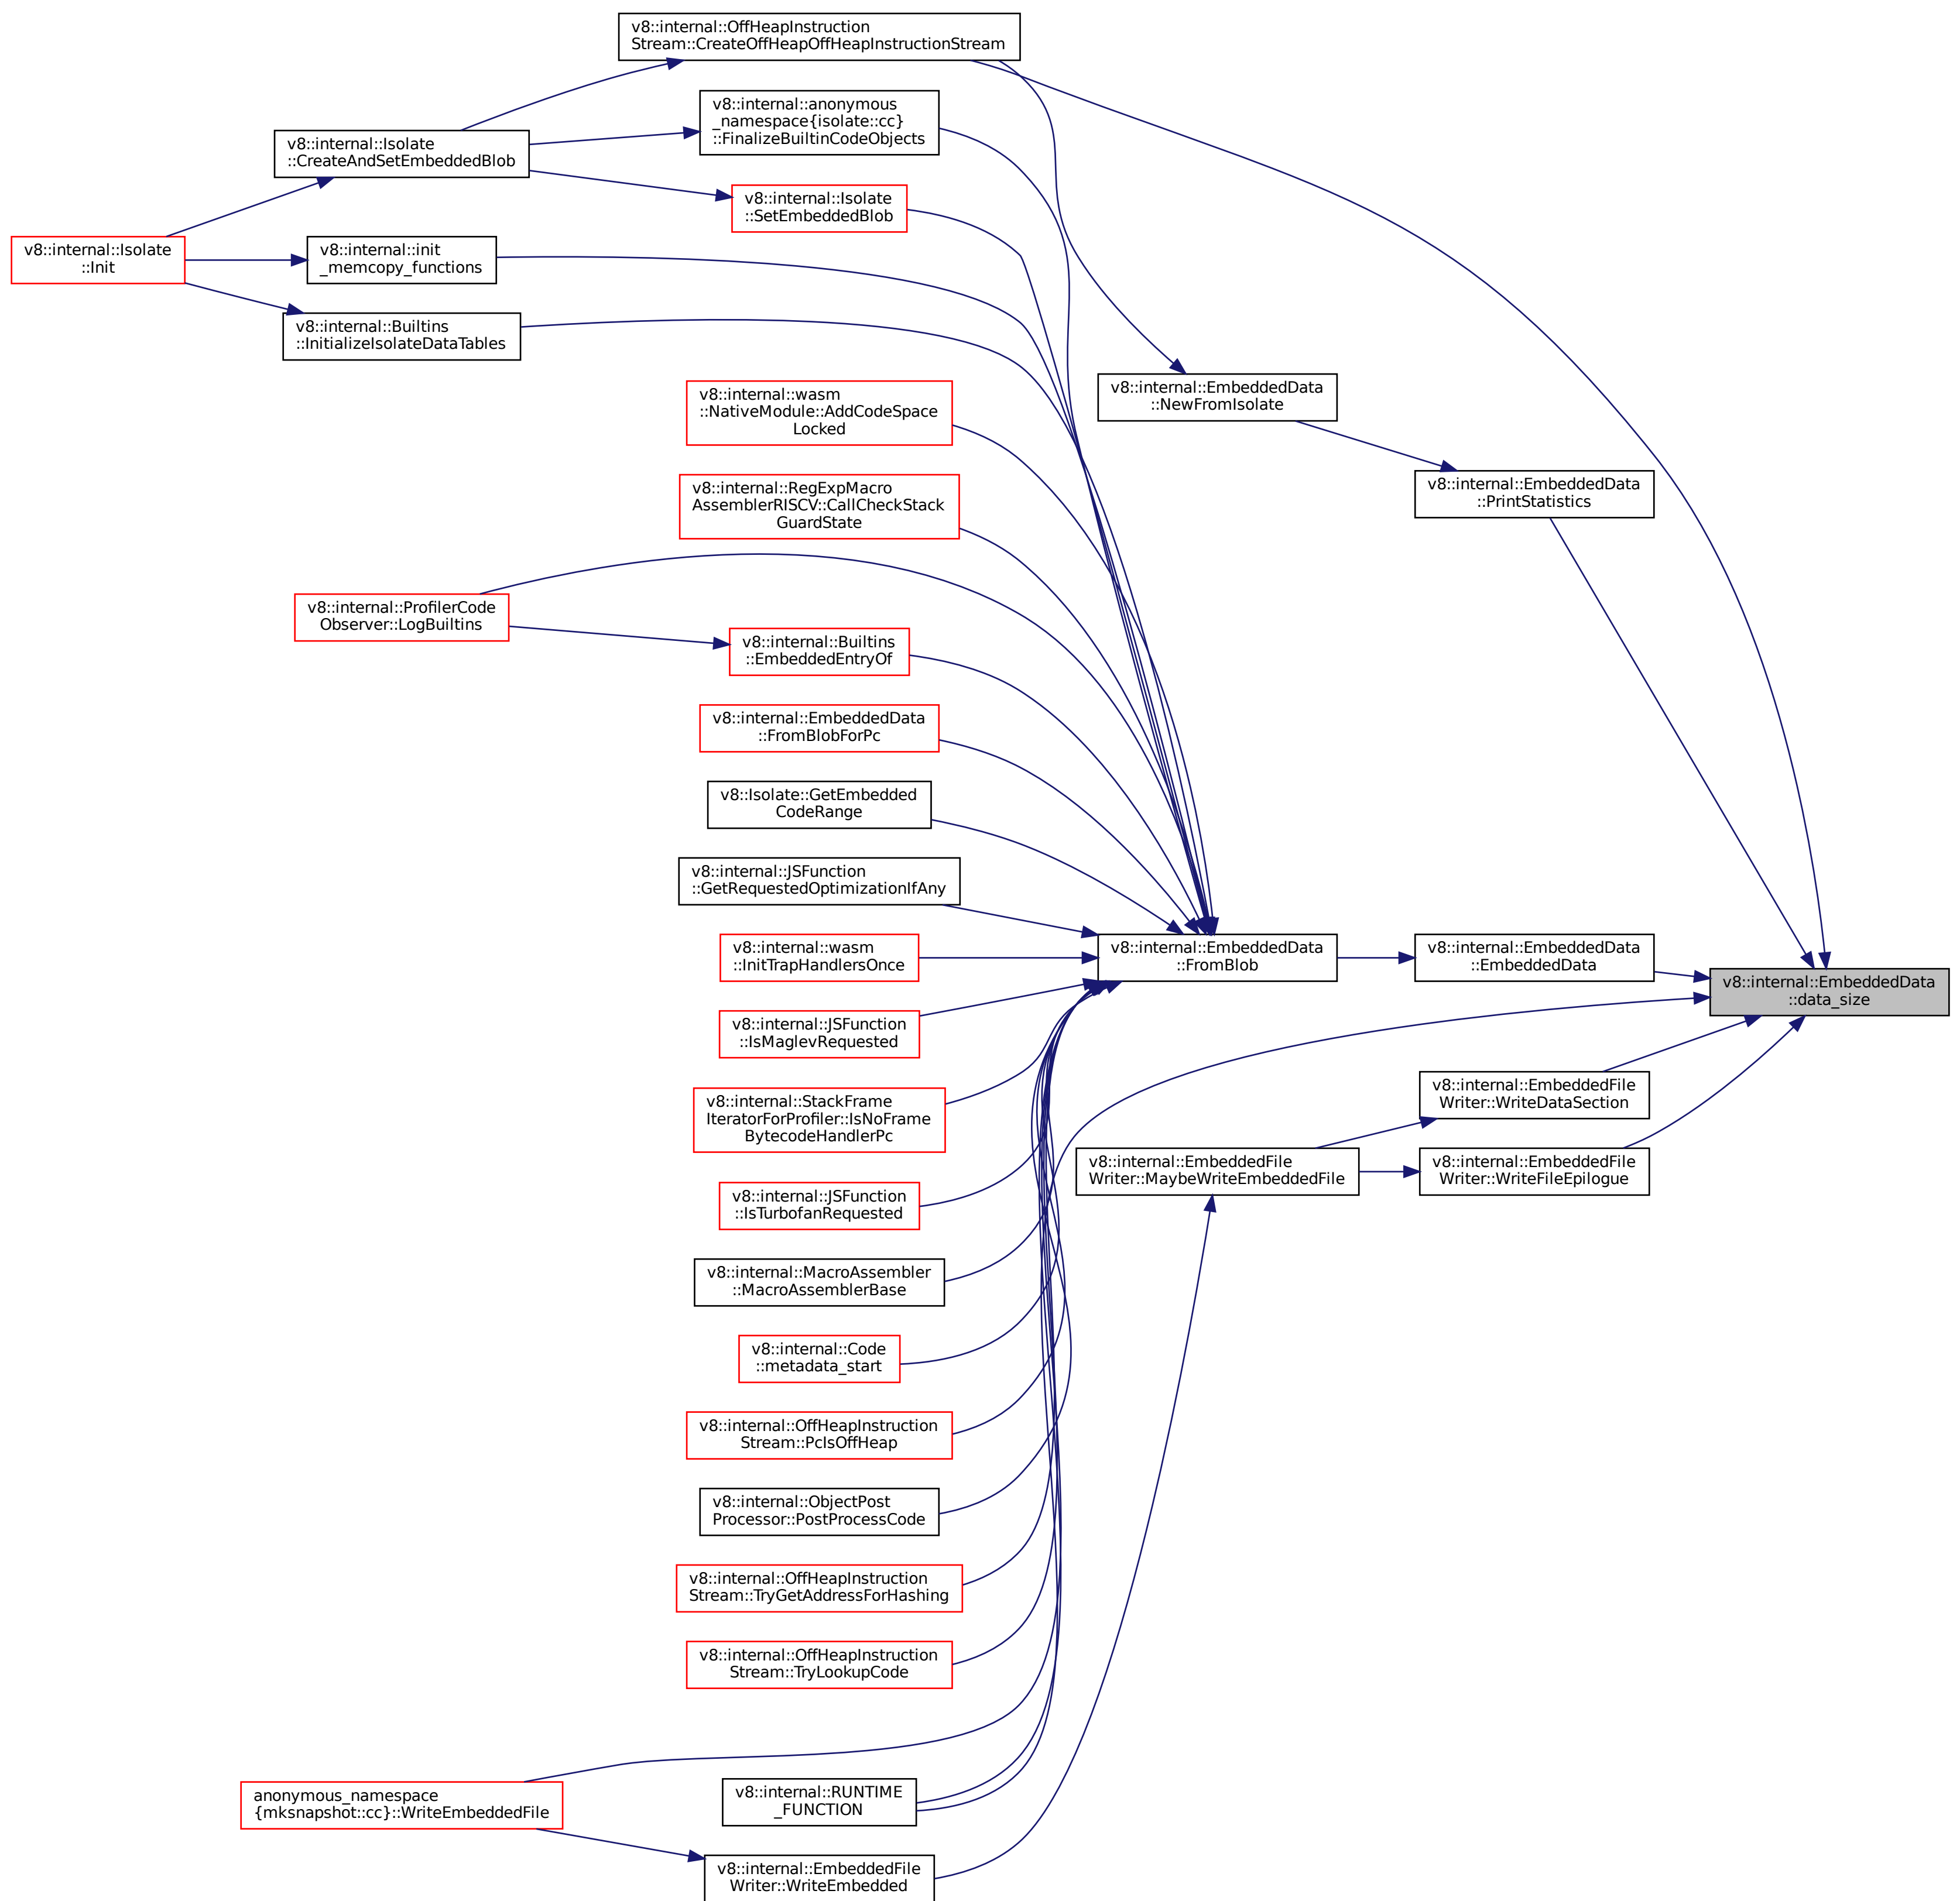 v8::internal::OffHeapInstruction
Stream::CreateOffHeapOffHeapInstructionStream
v8::internal::anonymous
_namespace{isolate::cc}
::FinalizeBuiltinCodeObjects
v8::internal::Isolate
::CreateAndSetEmbeddedBlob
v8::internal::Isolate
::SetEmbeddedBlob
v8::internal::Isolate
::Init
v8::internal::init
_memcopy_functions
v8::internal::Builtins
::InitializeIsolateDataTables
v8::internal::wasm
::NativeModule::AddCodeSpace
Locked
v8::internal::EmbeddedData
::NewFromIsolate
v8::internal::RegExpMacro
AssemblerRISCV::CallCheckStack
GuardState
v8::internal::EmbeddedData
::PrintStatistics
v8::internal::ProfilerCode
Observer::LogBuiltins
v8::internal::Builtins
::EmbeddedEntryOf
v8::internal::EmbeddedData
::FromBlobForPc
v8::Isolate::GetEmbedded
CodeRange
v8::internal::JSFunction
::GetRequestedOptimizationIfAny
v8::internal::wasm
::InitTrapHandlersOnce
v8::internal::EmbeddedData
::FromBlob
v8::internal::EmbeddedData
::EmbeddedData
v8::internal::EmbeddedData
::data_size
v8::internal::JSFunction
::IsMaglevRequested
v8::internal::StackFrame
IteratorForProfiler::IsNoFrame
BytecodeHandlerPc
v8::internal::EmbeddedFile
Writer::WriteDataSection
v8::internal::EmbeddedFile
Writer::MaybeWriteEmbeddedFile
v8::internal::EmbeddedFile
Writer::WriteFileEpilogue
v8::internal::JSFunction
::IsTurbofanRequested
v8::internal::MacroAssembler
::MacroAssemblerBase
v8::internal::Code
::metadata_start
v8::internal::OffHeapInstruction
Stream::PcIsOffHeap
v8::internal::ObjectPost
Processor::PostProcessCode
v8::internal::OffHeapInstruction
Stream::TryGetAddressForHashing
v8::internal::OffHeapInstruction
Stream::TryLookupCode
anonymous_namespace
{mksnapshot::cc}::WriteEmbeddedFile
v8::internal::RUNTIME
_FUNCTION
v8::internal::EmbeddedFile
Writer::WriteEmbedded